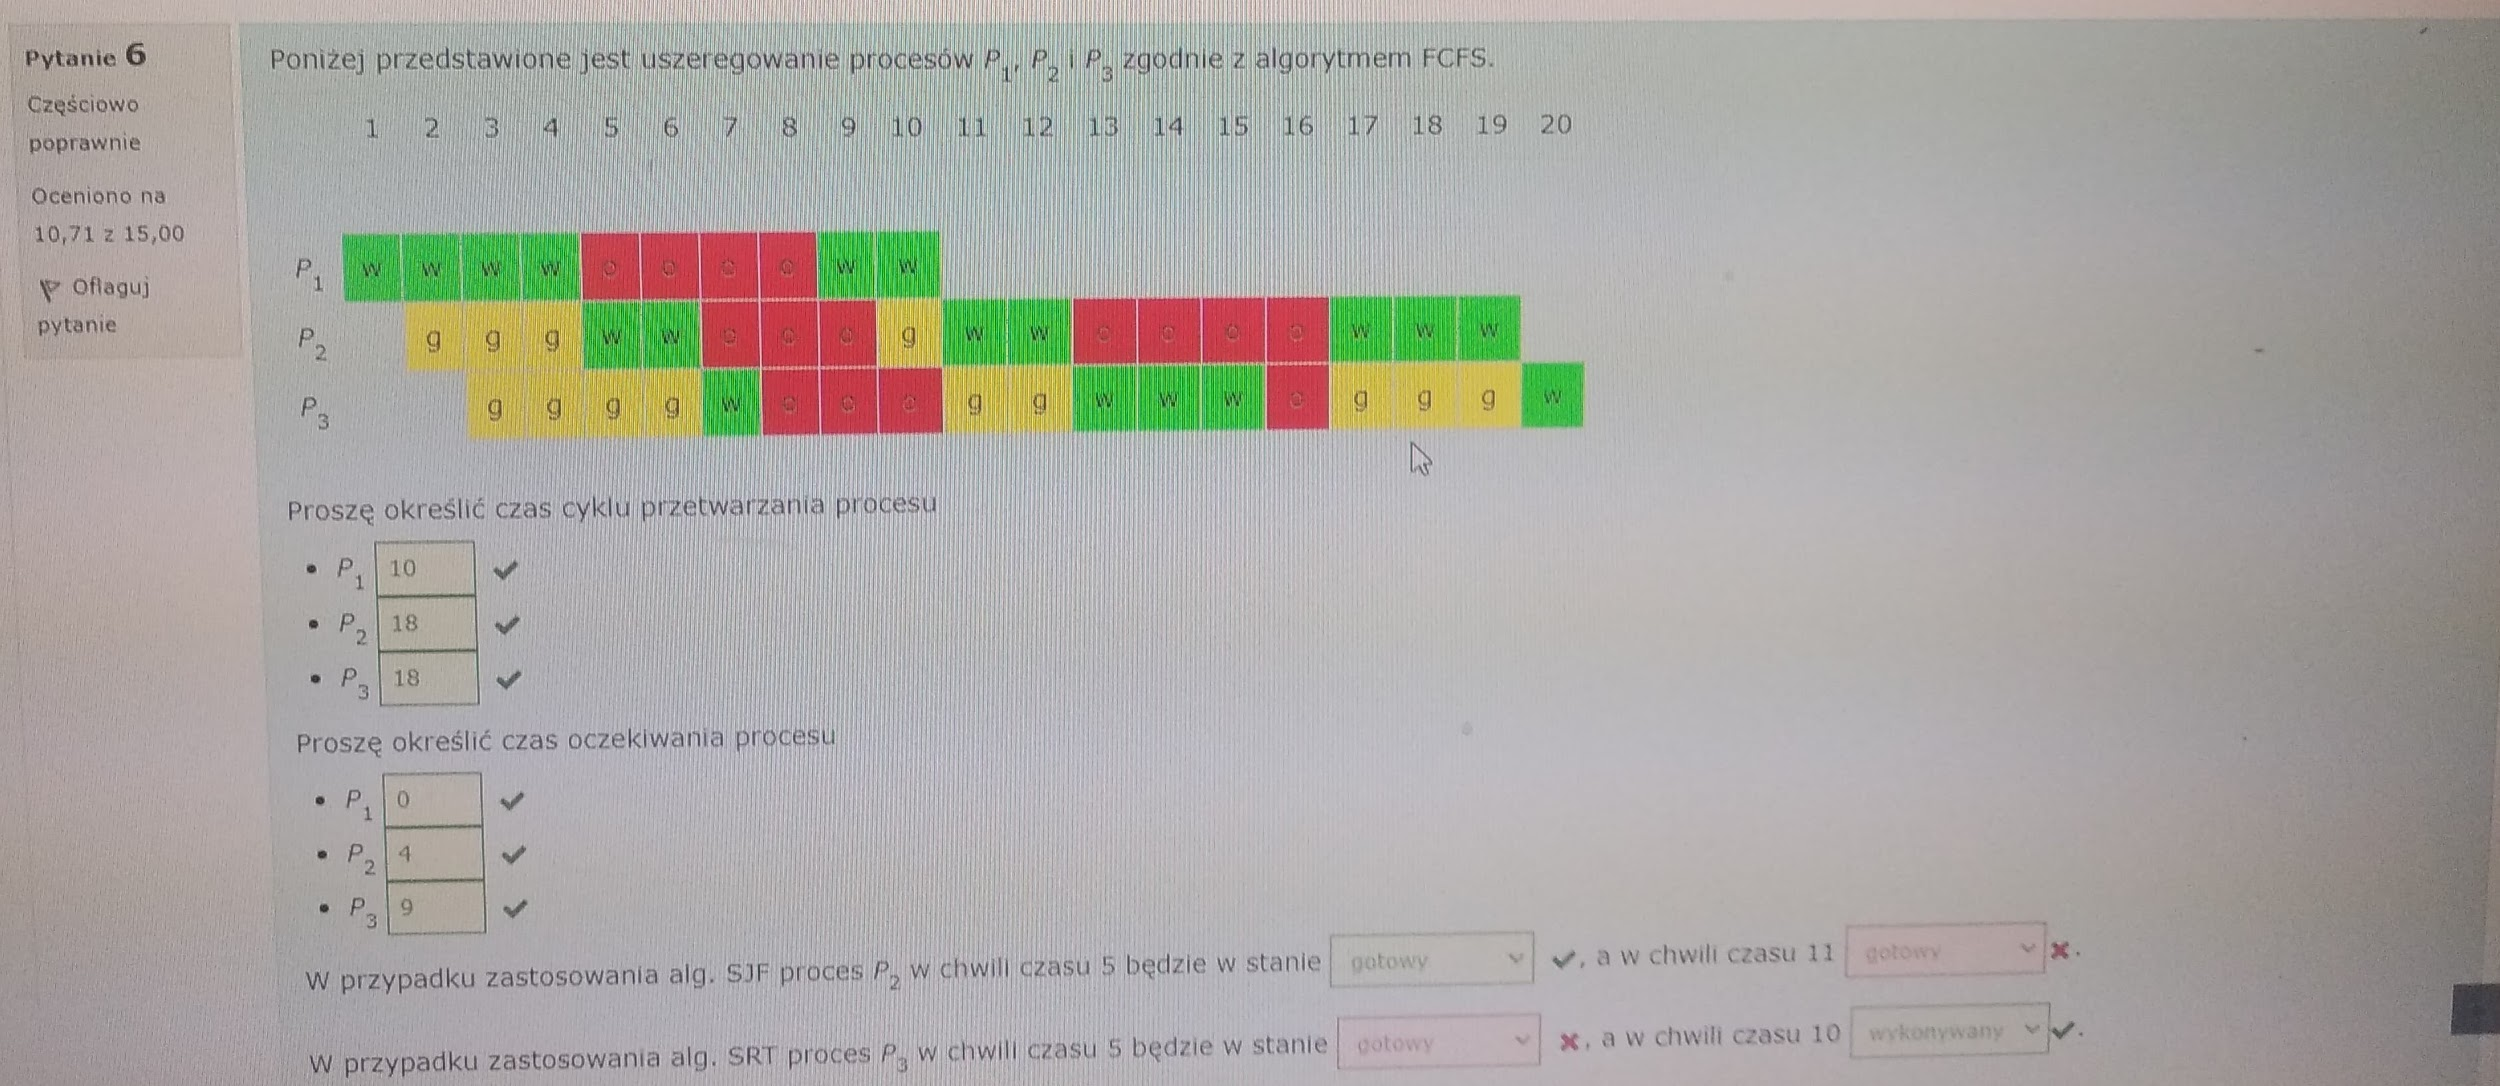 Pytanie 6
Częściowo
poprawnie
Oceniono na
10,71 z 15,00
Oflaguj
pytanie
Poniżej przedstawione jest uszeregowanie procesów P1, P2 i P3 zgodnie z algorytmem FCFS.
1 2 3 4 5 6 7 8 9 10 11 12 13 14 15 16 17 18 19 20
P1 w w w w o o o o w w
P2 g g g w w o o o g w w o o o o w w w
P3 g g g g w o o o g g w w w o g g g w
Proszę określić czas cyklu przetwarzania procesu
• P1 10
• P2 18
• P3 18
Proszę określić czas oczekiwania procesu
• P1 0
• P2 4
• P3 9
W przypadku zastosowania alg. SJF proces P2 w chwili czasu 5 będzie w stanie gotowy, a w chwili czasu 11 gotowy.
W przypadku zastosowania alg. SRT proces P3 w chwili czasu 5 będzie w stanie gotowy, a w chwili czasu 10 wykonywany.